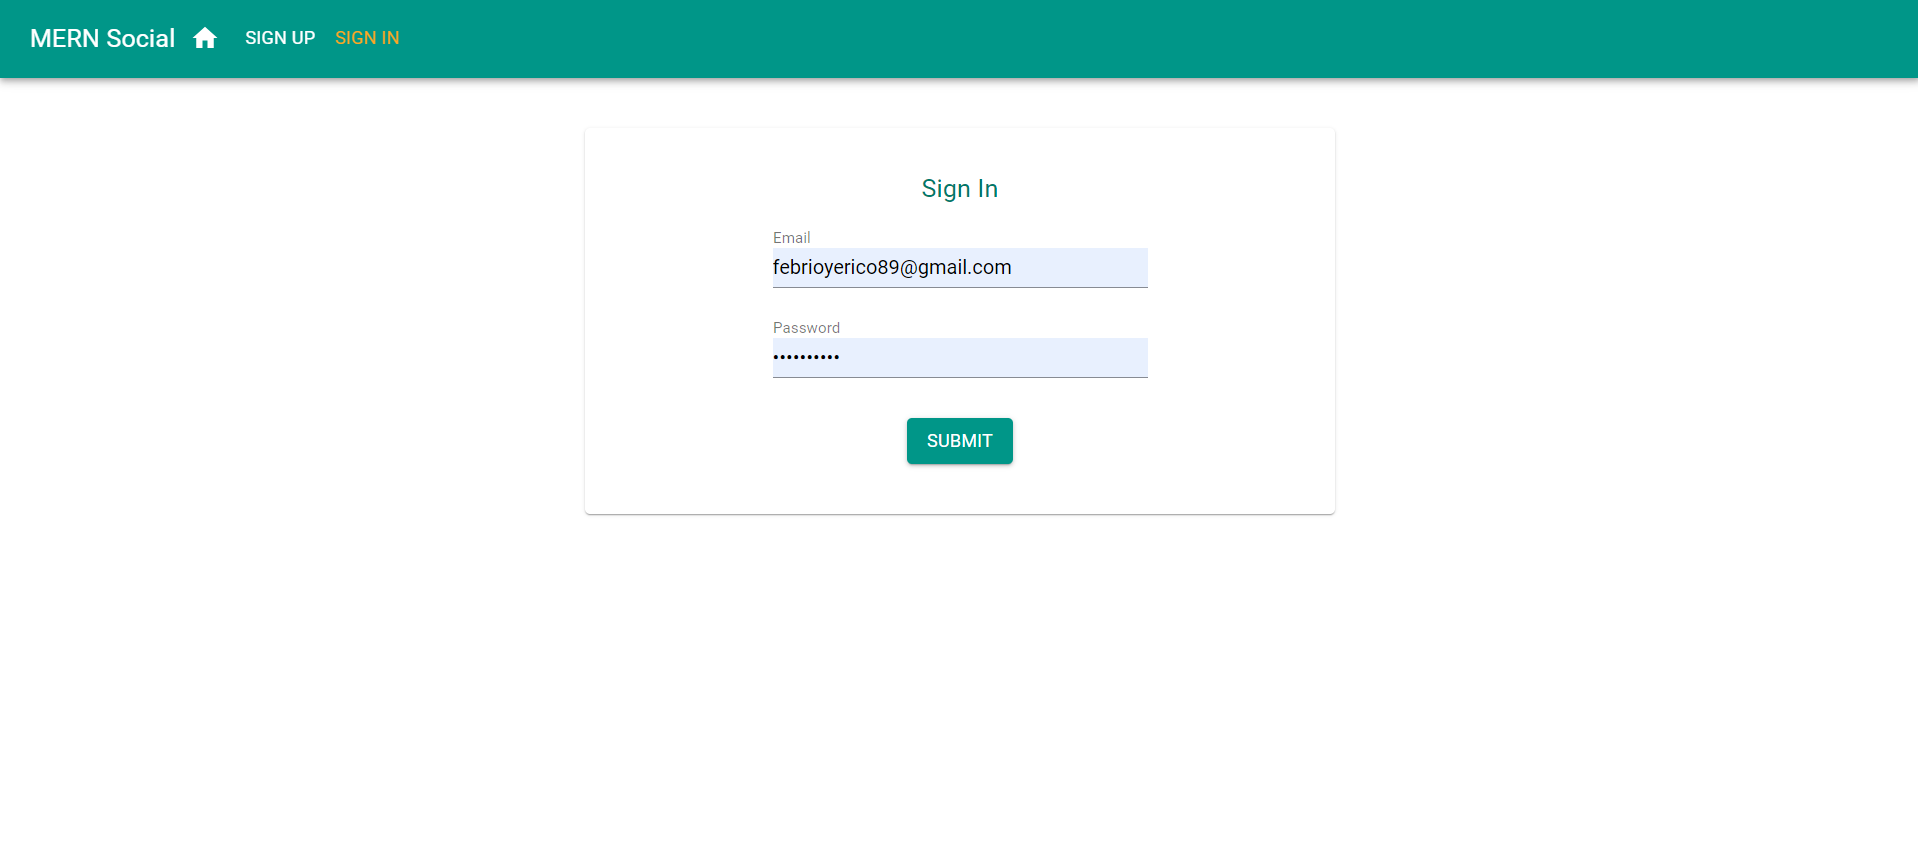 MERN Social SIGN UP SIGN IN
Sign In
Email
febrioyerico89@gmail.com
Password
••••••••••
SUBMIT